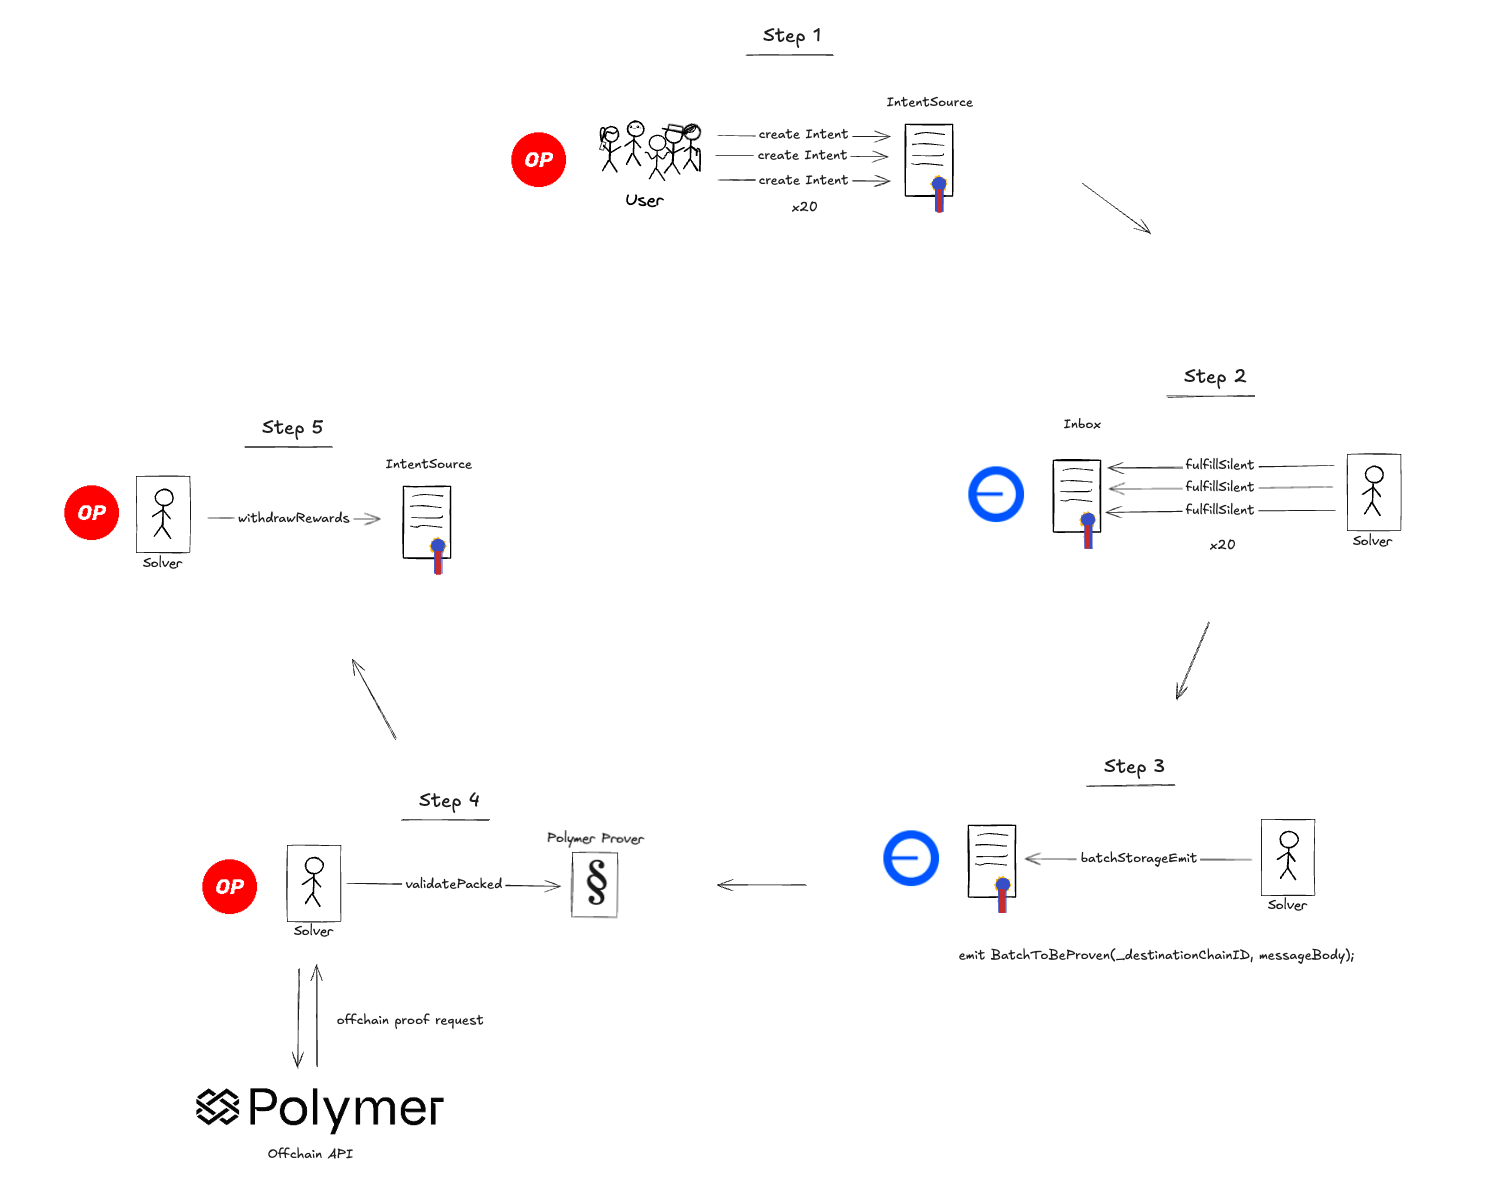 Step 1
IntentSource
OP
create Intent
create Intent
create Intent
User
x20
Step 2
Inbox
fulfillSilent
fulfillSilent
fulfillSilent
x20
Solver
Step 3
batchStorageEmit
Solver
emit BatchToBeProven(_destinationChainID, messageBody);
Step 4
Polymer Prover
OP
validatePacked
§
Solver
offchain proof request
Polymer
Offchain API
Step 5
IntentSource
OP
withdrawRewards
Solver